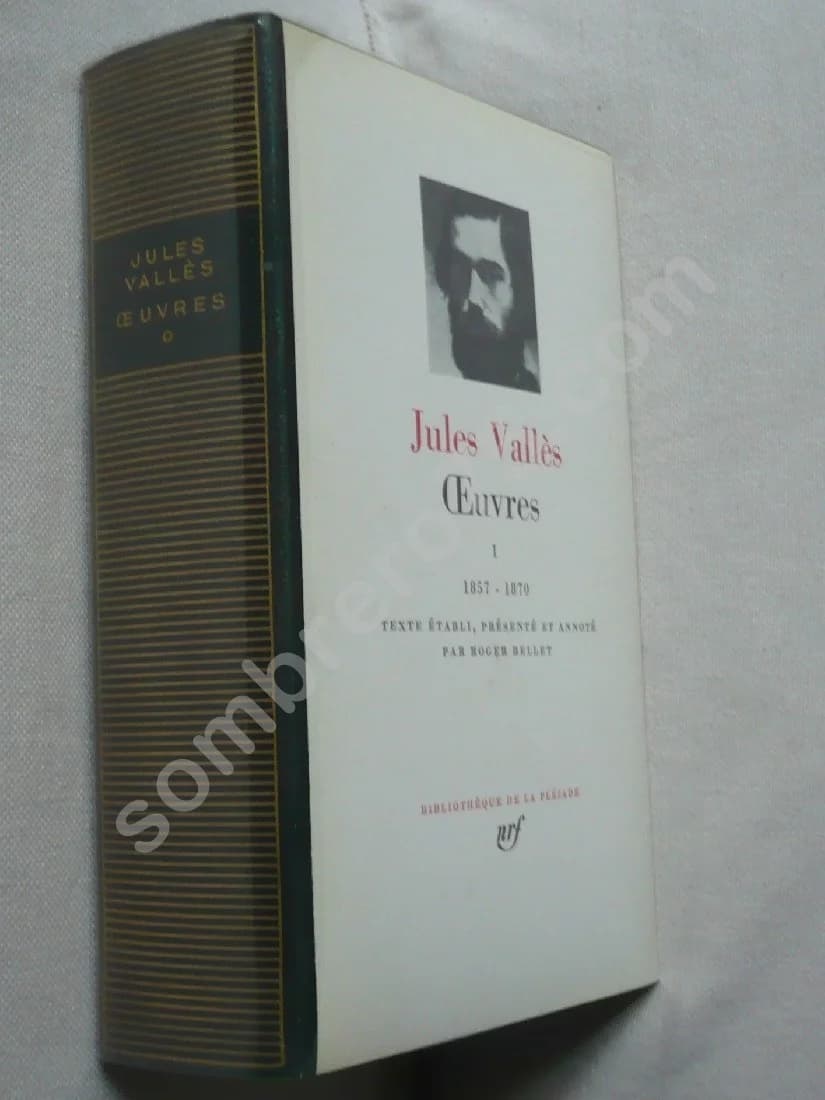 JULES
VALLÈS
ŒUVRES
Jules Vallès
Œuvres
I
1857 - 1870
TEXTE ÉTABLI, PRÉSENTÉ ET ANNOTÉ
PAR ROGER BELLET
BIBLIOTHÈQUE DE LA PLÉIADE
nrf
sombrero.com